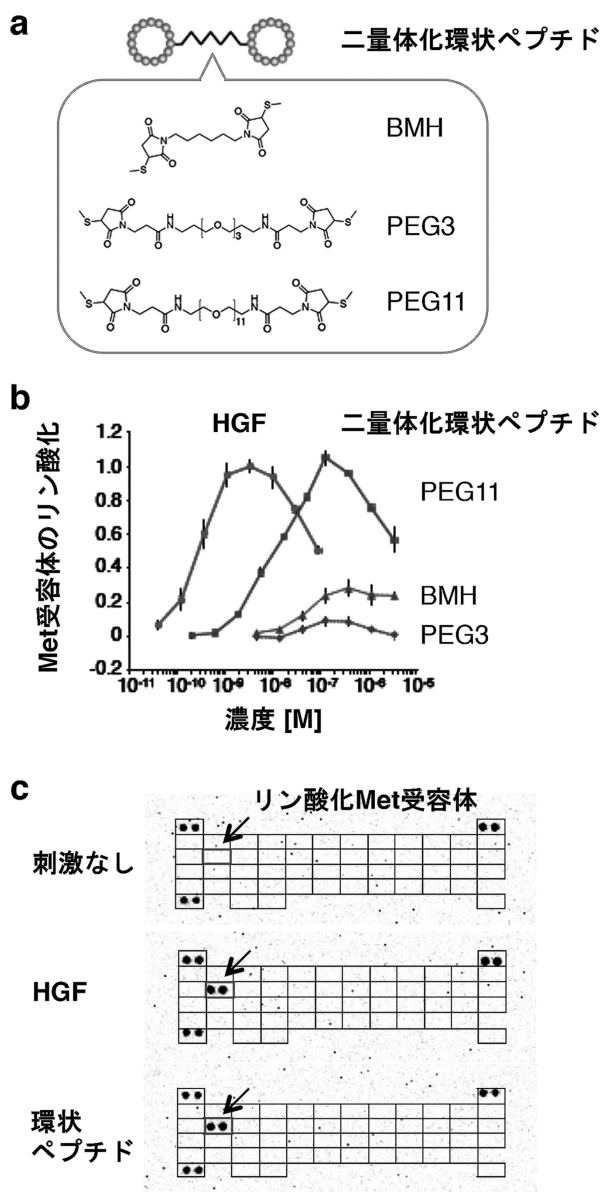 a
二量体化環状ペプチド
BMH
PEG3
PEG11
b
HGF 二量体化環状ペプチド
Met受容体のリン酸化
1.2
1.0
0.8
0.6
0.4
0.2
0
-0.2
PEG11
BMH
PEG3
10-11 10-10 10-9 10-8 10-7 10-6 10-5
濃度 [M]
c
リン酸化Met受容体
刺激なし
HGF
環状
ペプチド